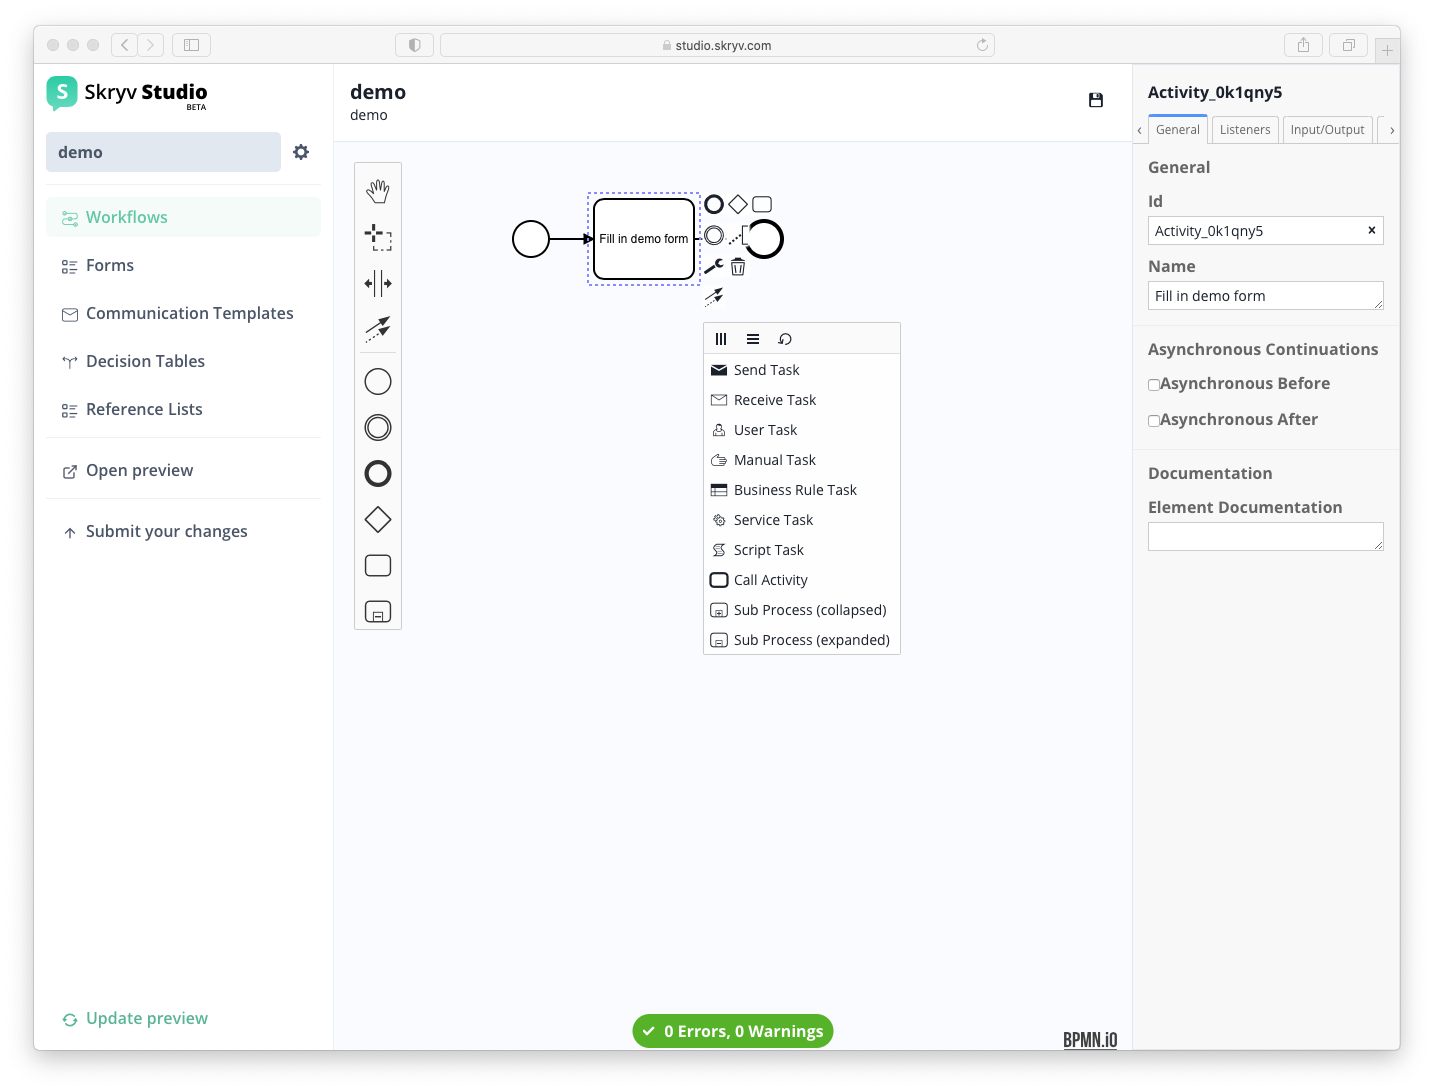 studio.skryv.com
S Skryv Studio
BETA
demo
Workflows
Forms
Communication Templates
Decision Tables
Reference Lists
Open preview
Submit your changes
Update preview
demo
demo
Fill in demo form
Send Task
Receive Task
User Task
Manual Task
Business Rule Task
Service Task
Script Task
Call Activity
Sub Process (collapsed)
Sub Process (expanded)
0 Errors, 0 Warnings
BPMN.iO
Activity_0k1qny5
General Listeners Input/Output
General
Id
Activity_0k1qny5
Name
Fill in demo form
Asynchronous Continuations
Asynchronous Before
Asynchronous After
Documentation
Element Documentation